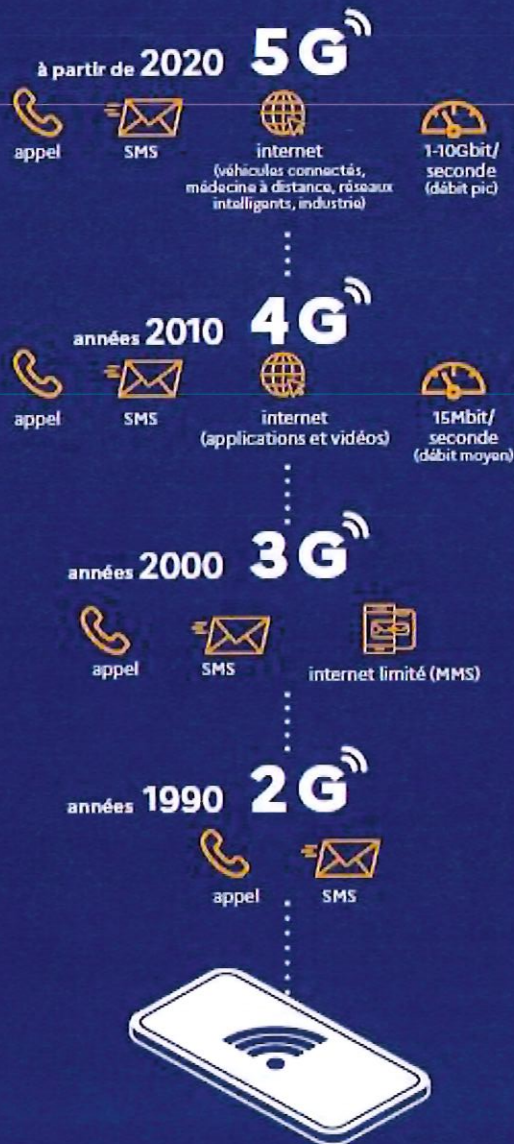 à partir de 2020 5G
appel SMS internet 1-10Gbit/
(véhicules connectés, seconde
médecine à distance, réseaux (débit pic)
intelligents, industrie)
années 2010 4G
appel SMS internet 15Mbit/
(applications et vidéos) seconde
(débit moyen)
années 2000 3G
appel SMS internet limité (MMS)
années 1990 2G
appel SMS